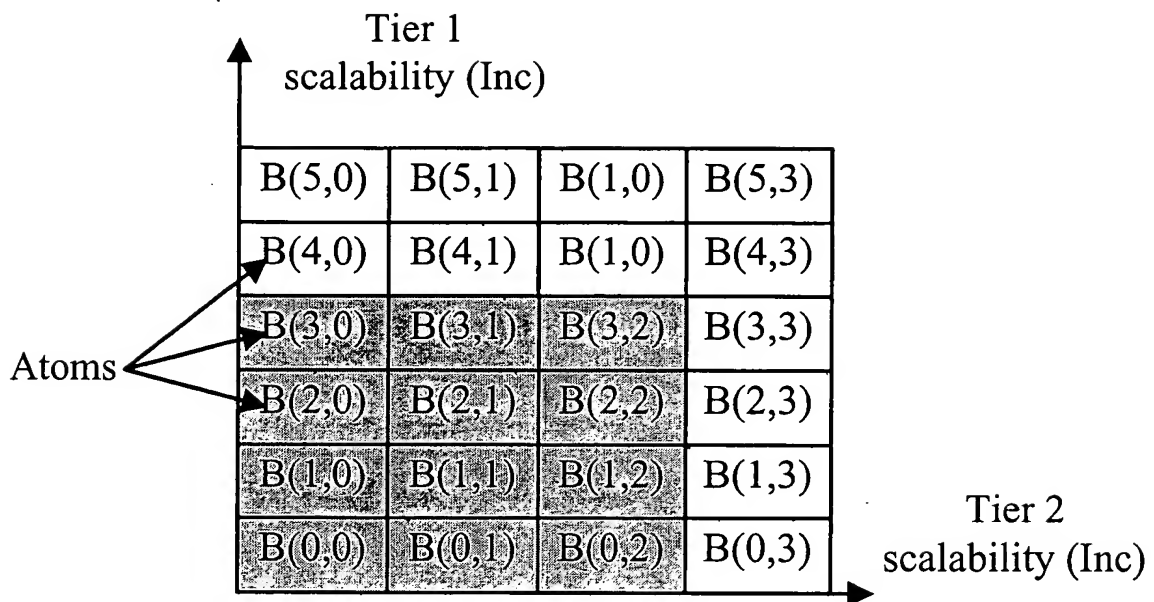 Tier 1
scalability (Inc)
B(5,0) B(5,1) B(1,0) B(5,3)
B(4,0) B(4,1) B(1,0) B(4,3)
B(3,0) B(3,1) B(3,2) B(3,3)
Atoms
B(2,0) B(2,1) B(2,2) B(2,3)
B(1,0) B(1,1) B(1,2) B(1,3)
B(0,0) B(0,1) B(0,2) B(0,3)
Tier 2
scalability (Inc)